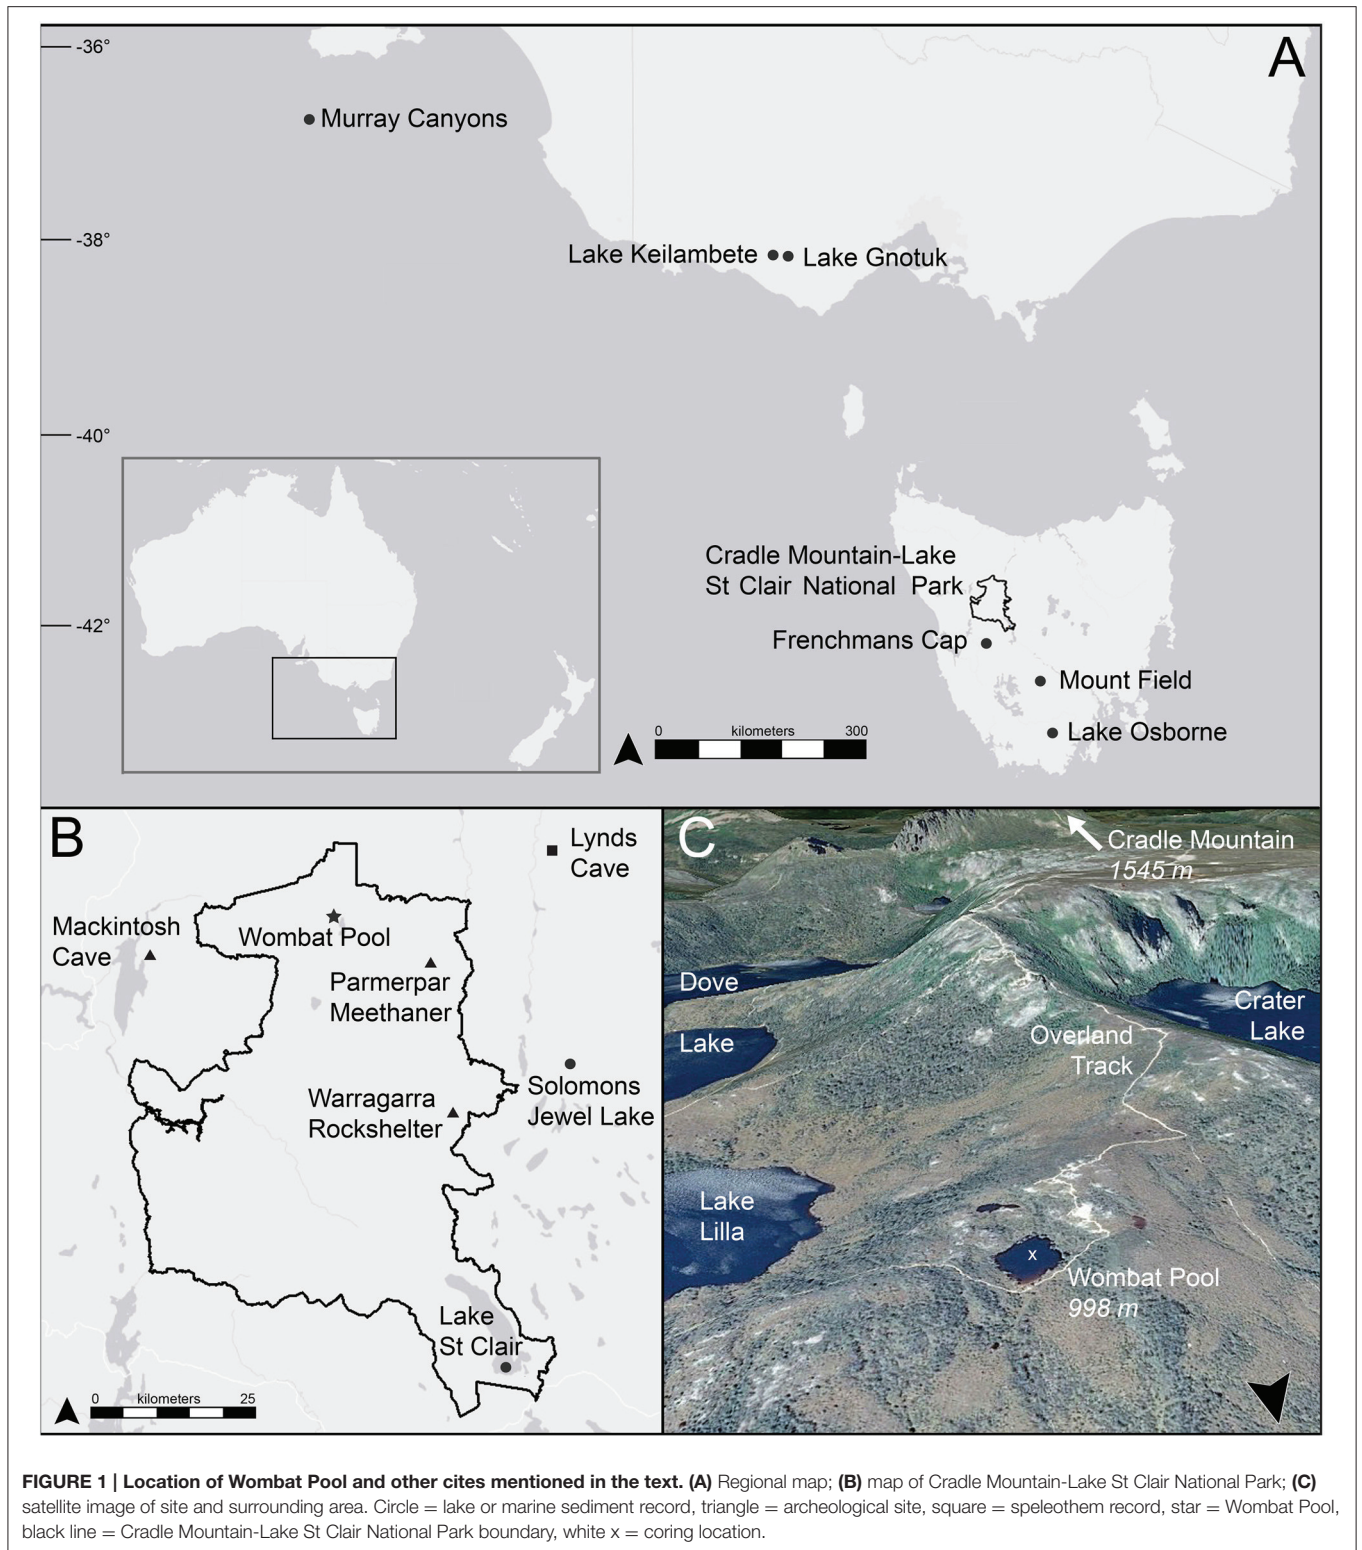 A
-36°
Murray Canyons
-38°
Lake Keilambete
Lake Gnotuk
-40°
Cradle Mountain-Lake
St Clair National Park
-42°
Frenchmans Cap
Mount Field
Lake Osborne
0 kilometers 300
B
Lynds
Cave
Mackintosh
Cave
Wombat Pool
Parmerpar
Meethaner
Solomons
Jewel Lake
Warragarra
Rockshelter
Lake
St Clair
0 kilometers 25
C
Cradle Mountain
1545 m
Dove
Lake
Crater
Lake
Overland
Track
Lake
Lilla
x
Wombat Pool
998 m
FIGURE 1 | Location of Wombat Pool and other cites mentioned in the text. (A) Regional map; (B) map of Cradle Mountain-Lake St Clair National Park; (C)
satellite image of site and surrounding area. Circle = lake or marine sediment record, triangle = archeological site, square = speleothem record, star = Wombat Pool,
black line = Cradle Mountain-Lake St Clair National Park boundary, white x = coring location.